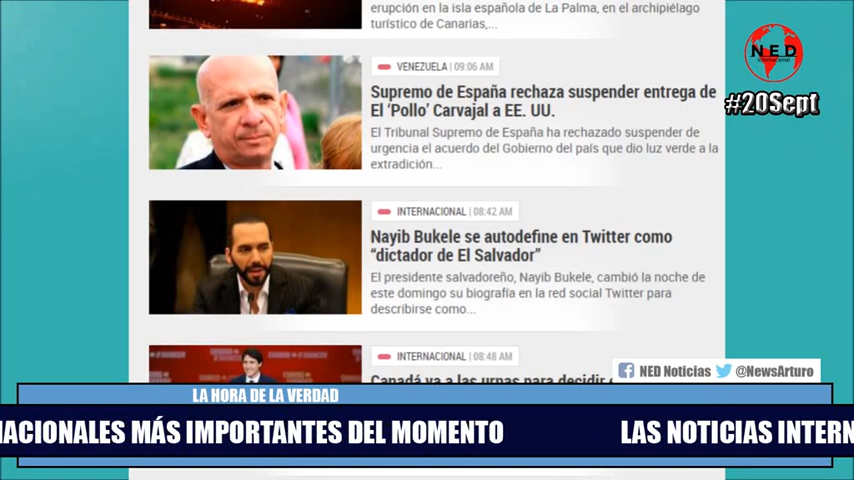 erupción en la isla española de La Palma, en el archipiélago
turístico de Canarias,...
NED
international
#20Sept
VENEZUELA | 09:06 AM
Supremo de España rechaza suspender entrega de
El ‘Pollo’ Carvajal a EE. UU.
El Tribunal Supremo de España ha rechazado suspender de
urgencia el acuerdo del Gobierno del país que dio luz verde a la
extradición...
INTERNACIONAL | 08:42 AM
Nayib Bukele se autodefine en Twitter como
“dictador de El Salvador”
El presidente salvadoreño, Nayib Bukele, cambió la noche de
este domingo su biografía en la red social Twitter para
describirse como...
INTERNACIONAL | 08:48 AM
Canadá va a las urnas para decidir
NED Noticias @NewsArturo
LA HORA DE LA VERDAD
NACIONALES MÁS IMPORTANTES DEL MOMENTO LAS NOTICIAS INTERN